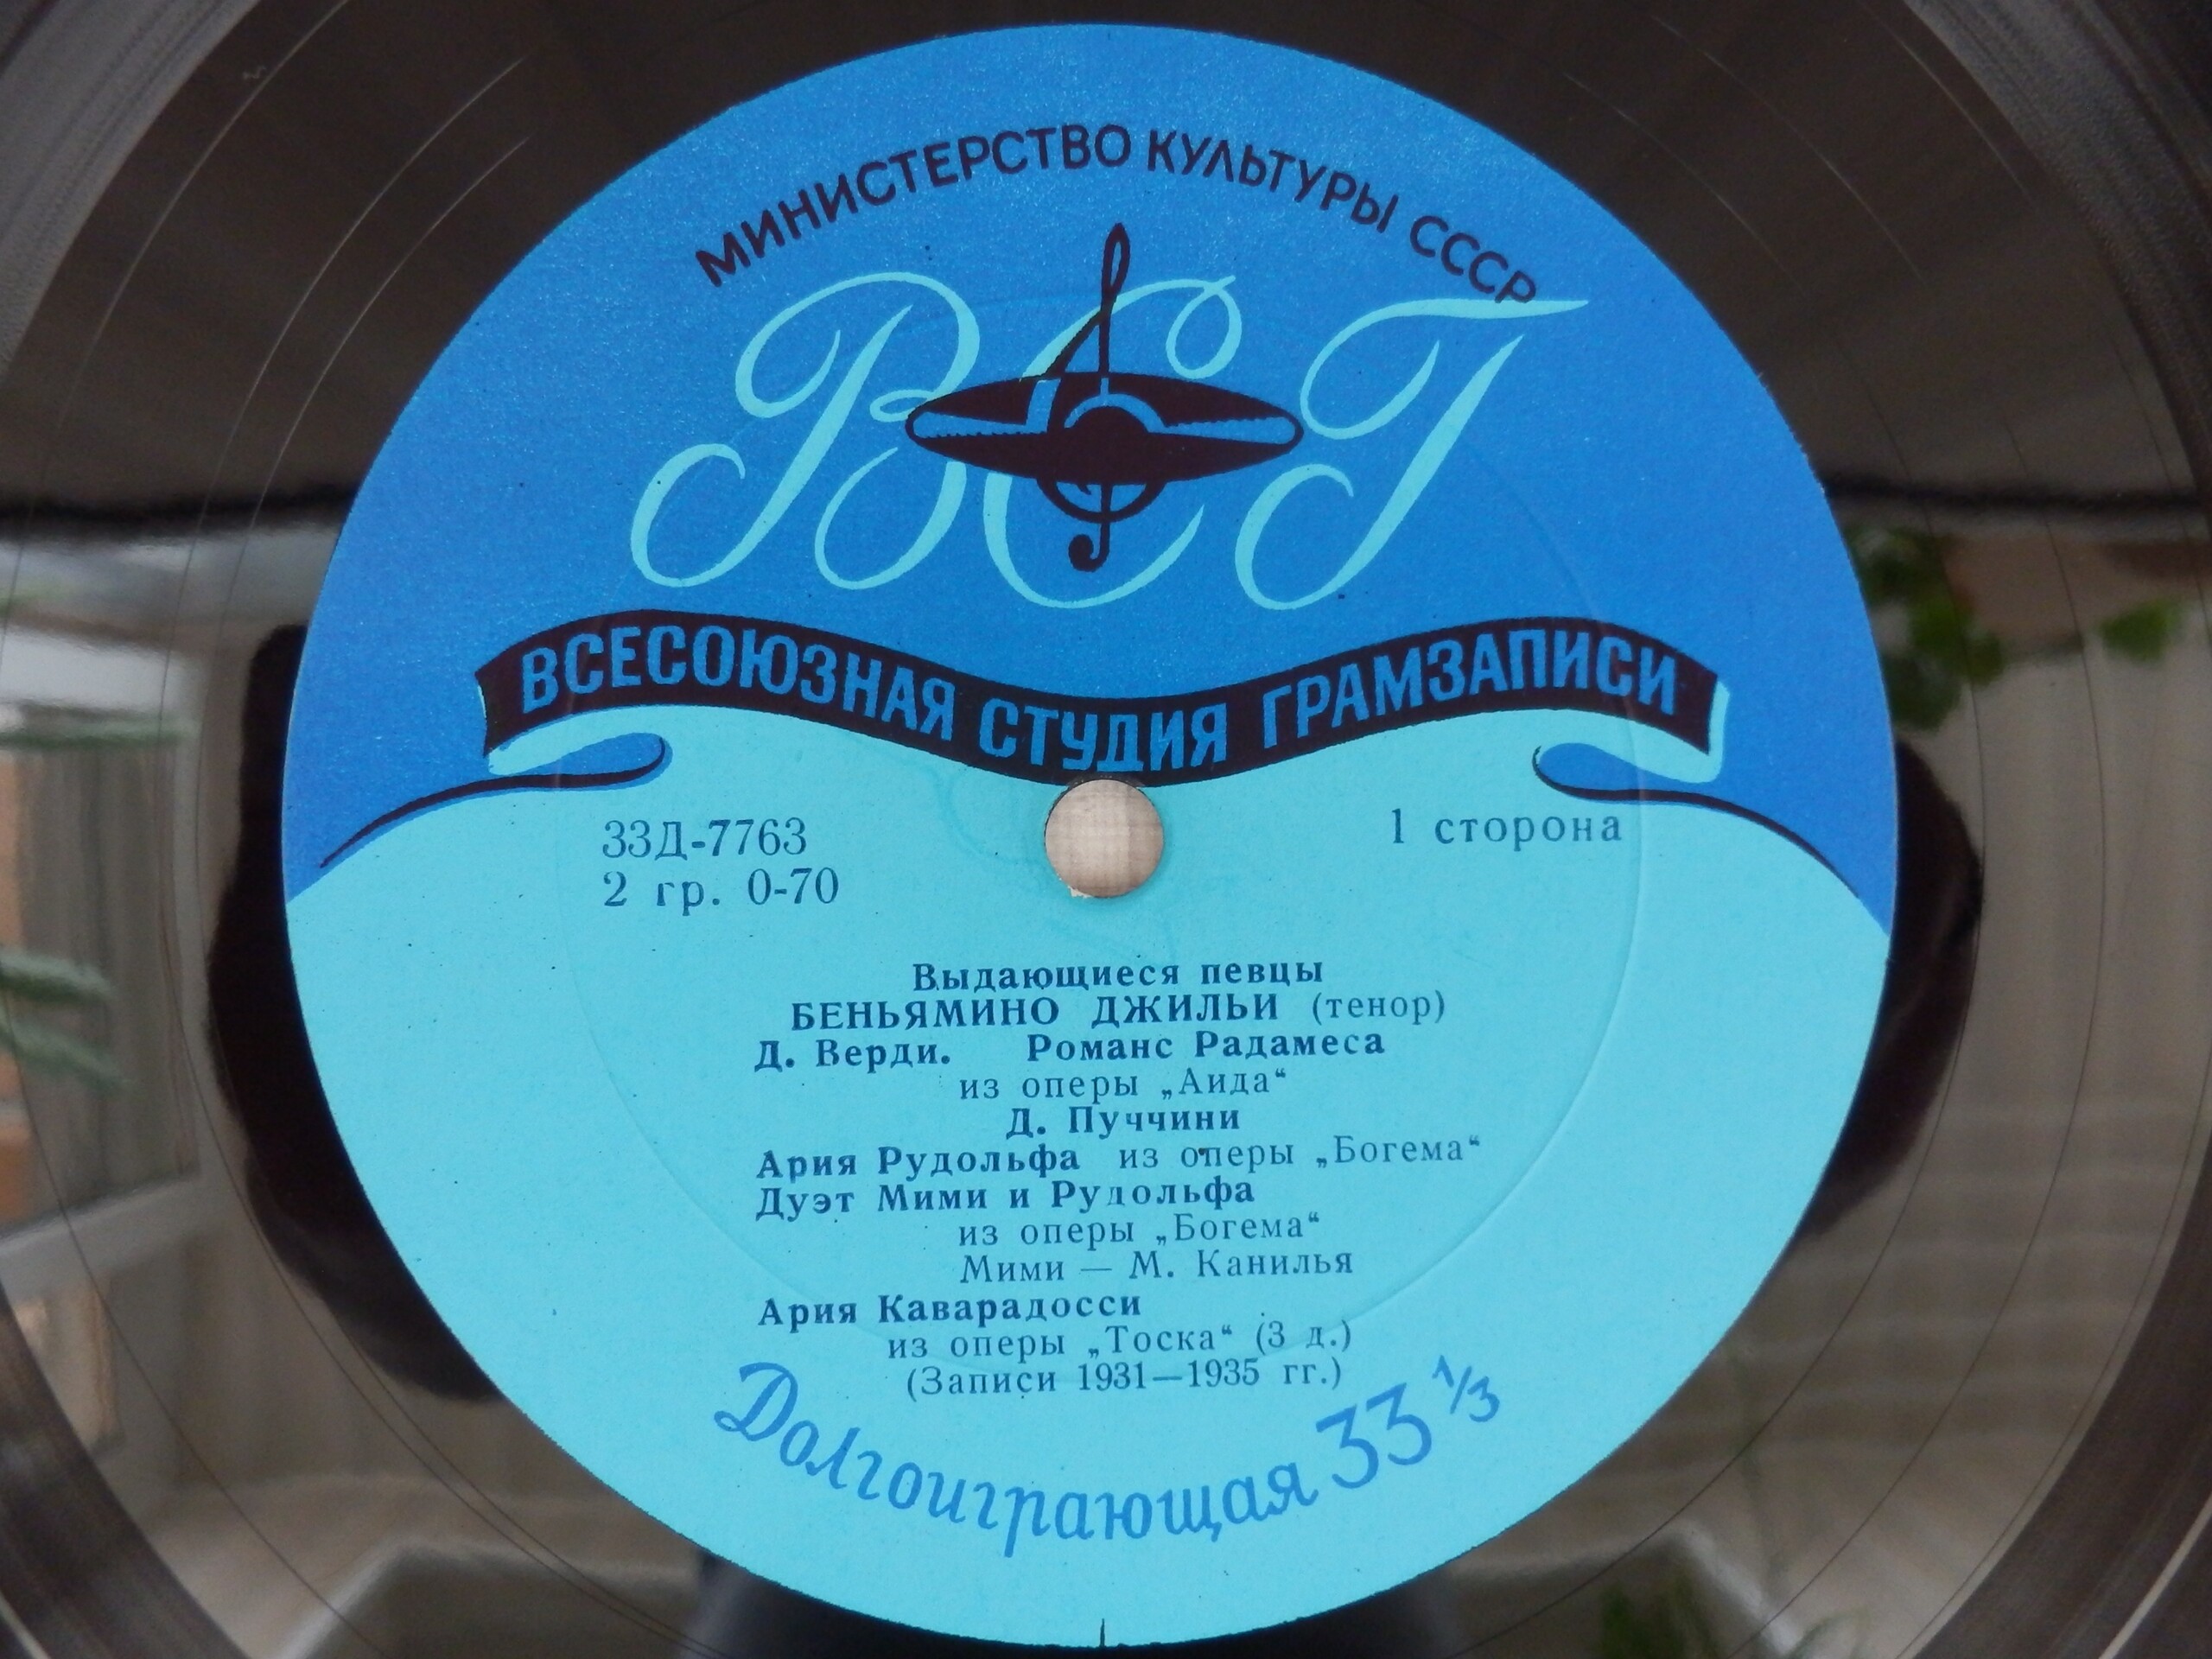 МИНИСТЕРСТВО КУЛЬТУРЫ СССР
ВСГ
ВСЕСОЮЗНАЯ СТУДИЯ ГРАМЗАПИСИ
33Д-7763
1 сторона
2 гр. 0-70
Выдающиеся певцы
БЕНЬЯМИНО ДЖИЛЬИ (тенор)
Д. Верди. Романс Радамеса
из оперы „Аида“
Д. Пуччини
Ария Рудольфа из оперы „Богема“
Дуэт Мими и Рудольфа
из оперы „Богема“
Мими — М. Канилья
Ария Каварадосси
из оперы „Тоска“ (3 д.)
(Записи 1931—1935 гг.)
Долгоиграющая 33 1/3